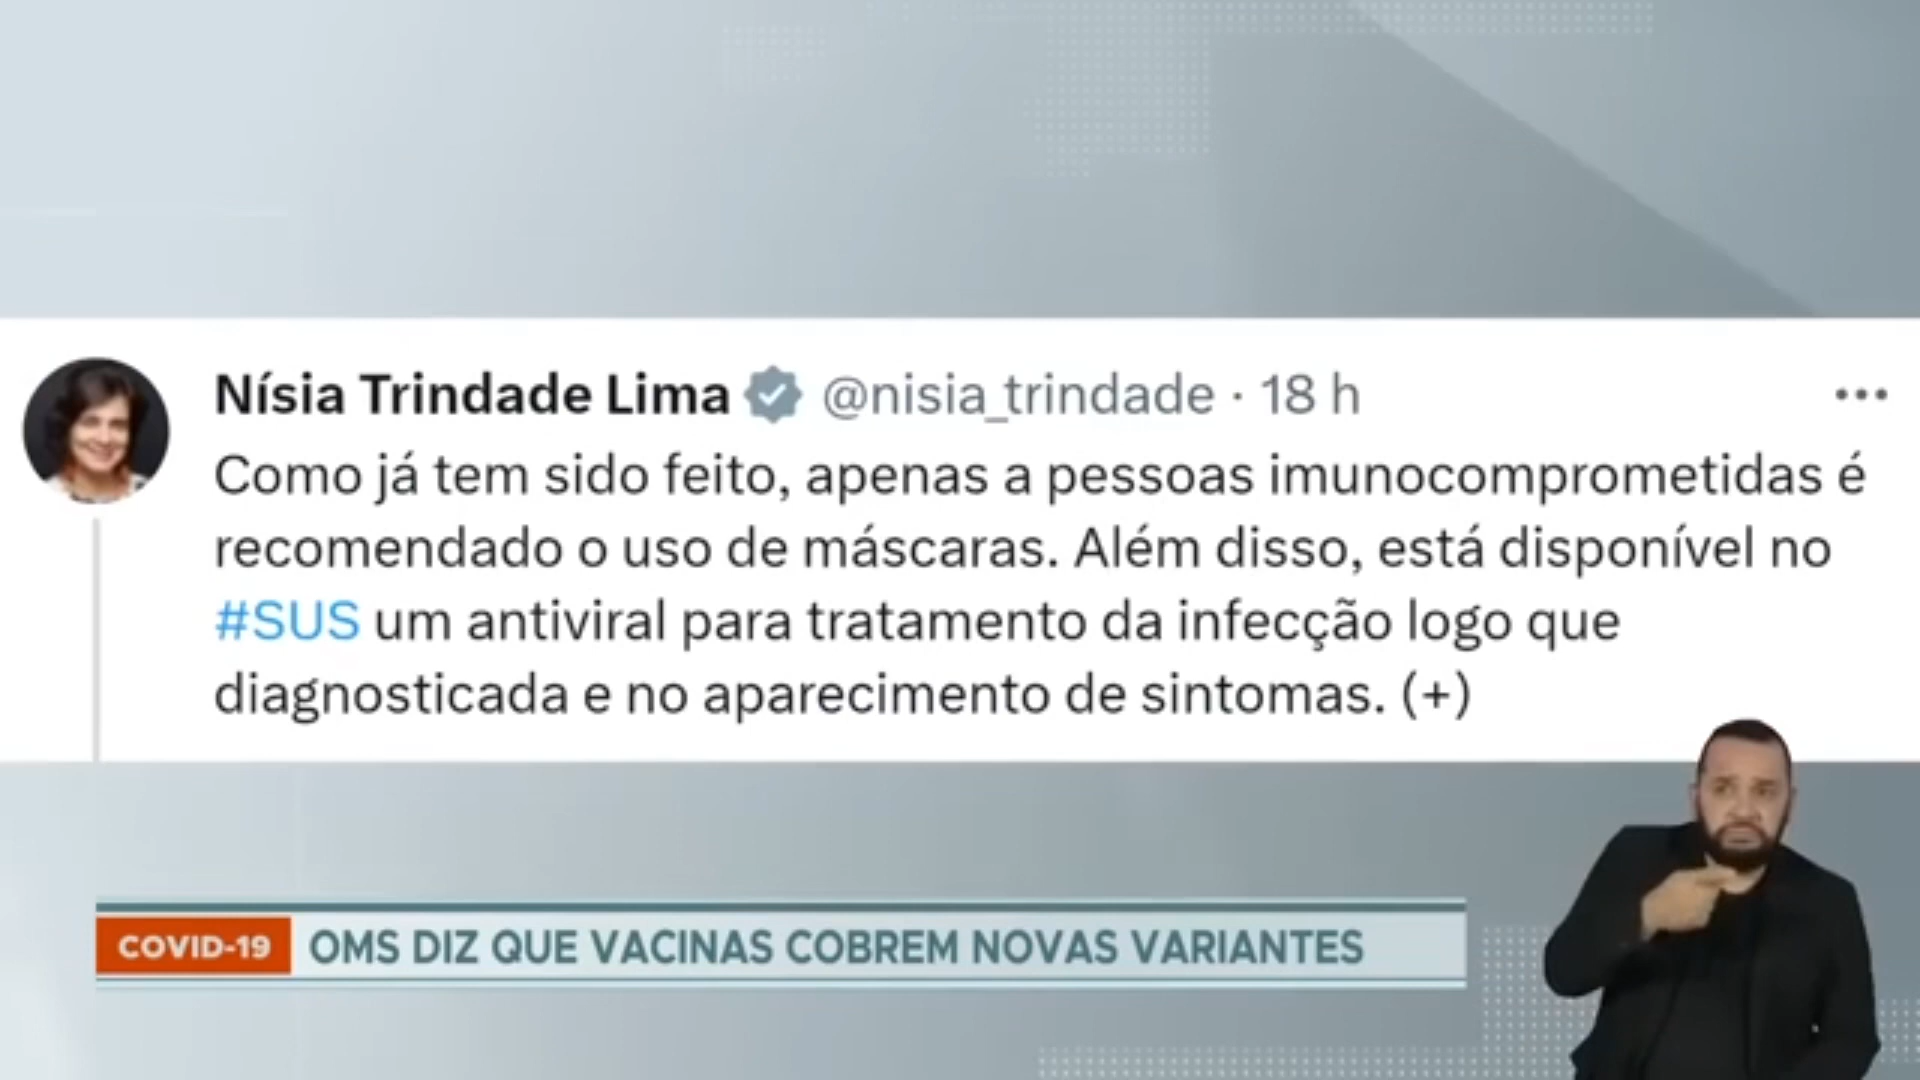 Nísia Trindade Lima @nisia_trindade · 18 h
Como já tem sido feito, apenas a pessoas imunocomprometidas é
recomendado o uso de máscaras. Além disso, está disponível no
#SUS um antiviral para tratamento da infecção logo que
diagnosticada e no aparecimento de sintomas. (+)
COVID-19 OMS DIZ QUE VACINAS COBREM NOVAS VARIANTES